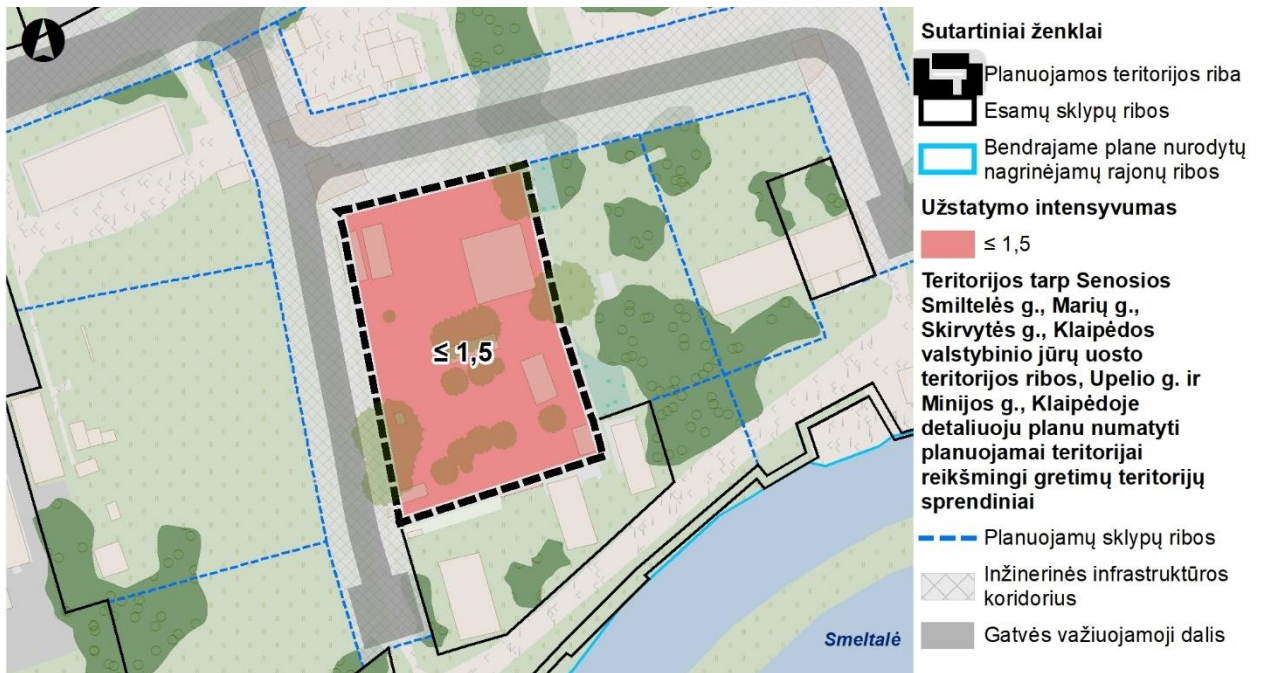 ≤ 1,5
Smeltalė
Sutartiniai ženklai
Planuojamos teritorijos riba
Esamų sklypų ribos
Bendrajame plane nurodytų
nagrinėjamų rajonų ribos
Užstatymo intensyvumas
≤ 1,5
Teritorijos tarp Senosios
Smiltelės g., Marių g.,
Skirvytės g., Klaipėdos
valstybinio jūrų uosto
teritorijos ribos, Upelio g. ir
Minijos g., Klaipėdoje
detaliuoju planu numatyti
planuojamai teritorijai
reikšmingi gretimų teritorijų
sprendiniai
Planuojamų sklypų ribos
Inžinerinės infrastruktūros
koridorius
Gatvės važiuojamoji dalis